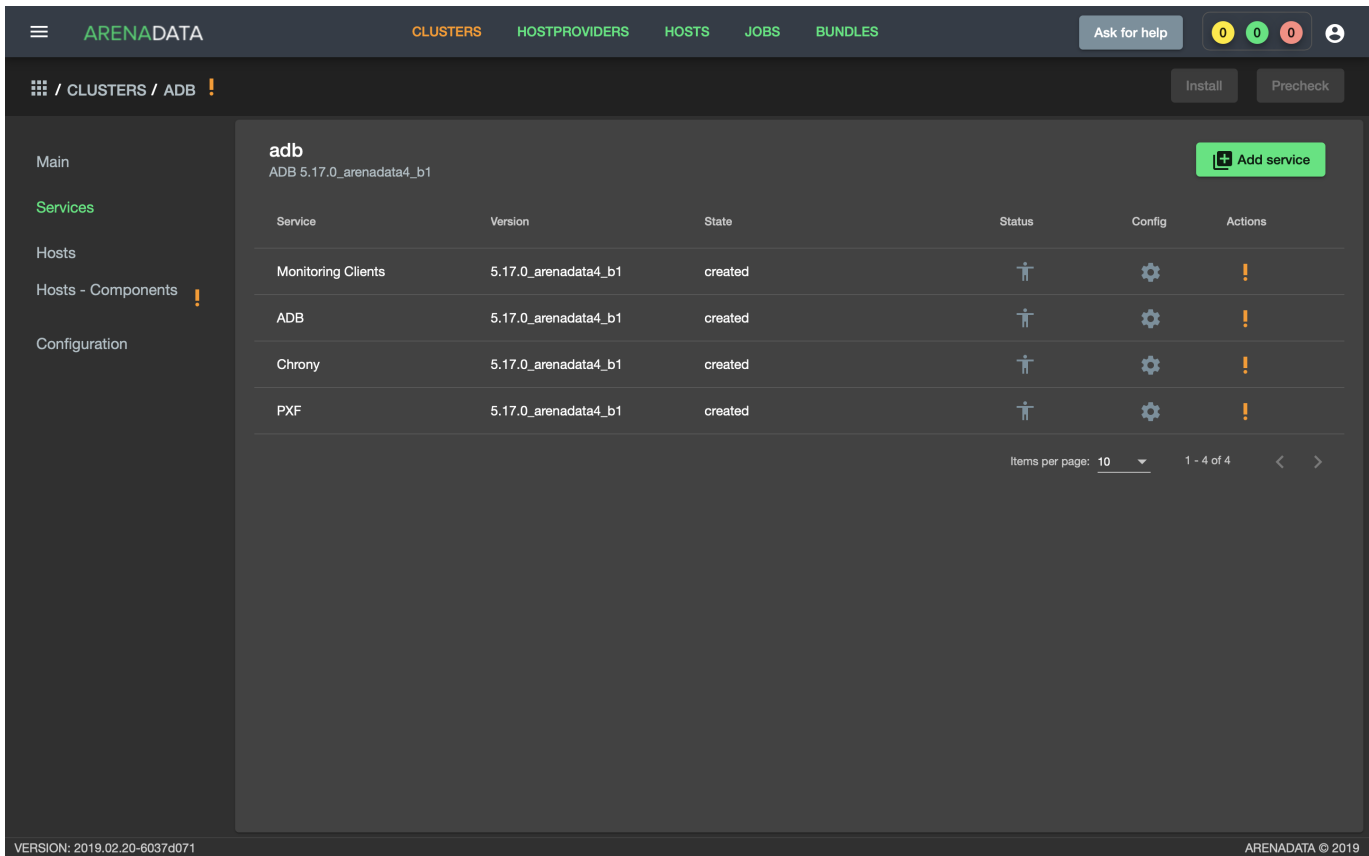 ARENADATA CLUSTERS HOSTPROVIDERS HOSTS JOBS BUNDLES Ask for help 0 0 0
/ CLUSTERS / ADB ! Install Precheck
Main
Services
Hosts
Hosts - Components !
Configuration
adb
ADB 5.17.0_arenadata4_b1
Add service
Service Version State Status Config Actions
Monitoring Clients 5.17.0_arenadata4_b1 created !
ADB 5.17.0_arenadata4_b1 created !
Chrony 5.17.0_arenadata4_b1 created !
PXF 5.17.0_arenadata4_b1 created !
Items per page: 10 1 - 4 of 4
VERSION: 2019.02.20-6037d071 ARENADATA © 2019